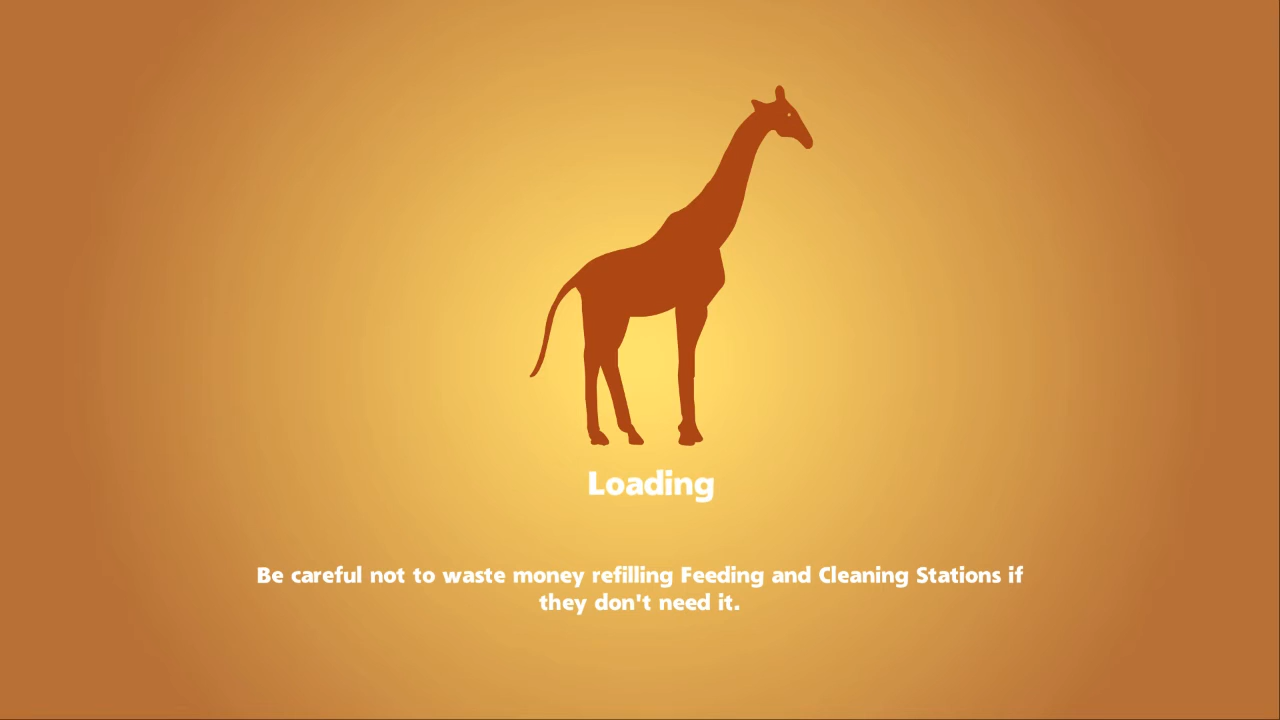 Loading
Be careful not to waste money refilling Feeding and Cleaning Stations if
they don't need it.